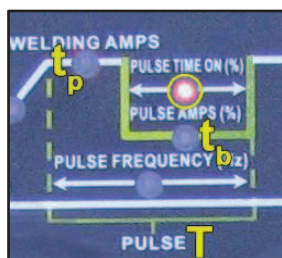 WELDING AMPS
tp
PULSE TIME ON (%)
PULSE AMPS (%)
tb
PULSE FREQUENCY (Hz)
PULSE T